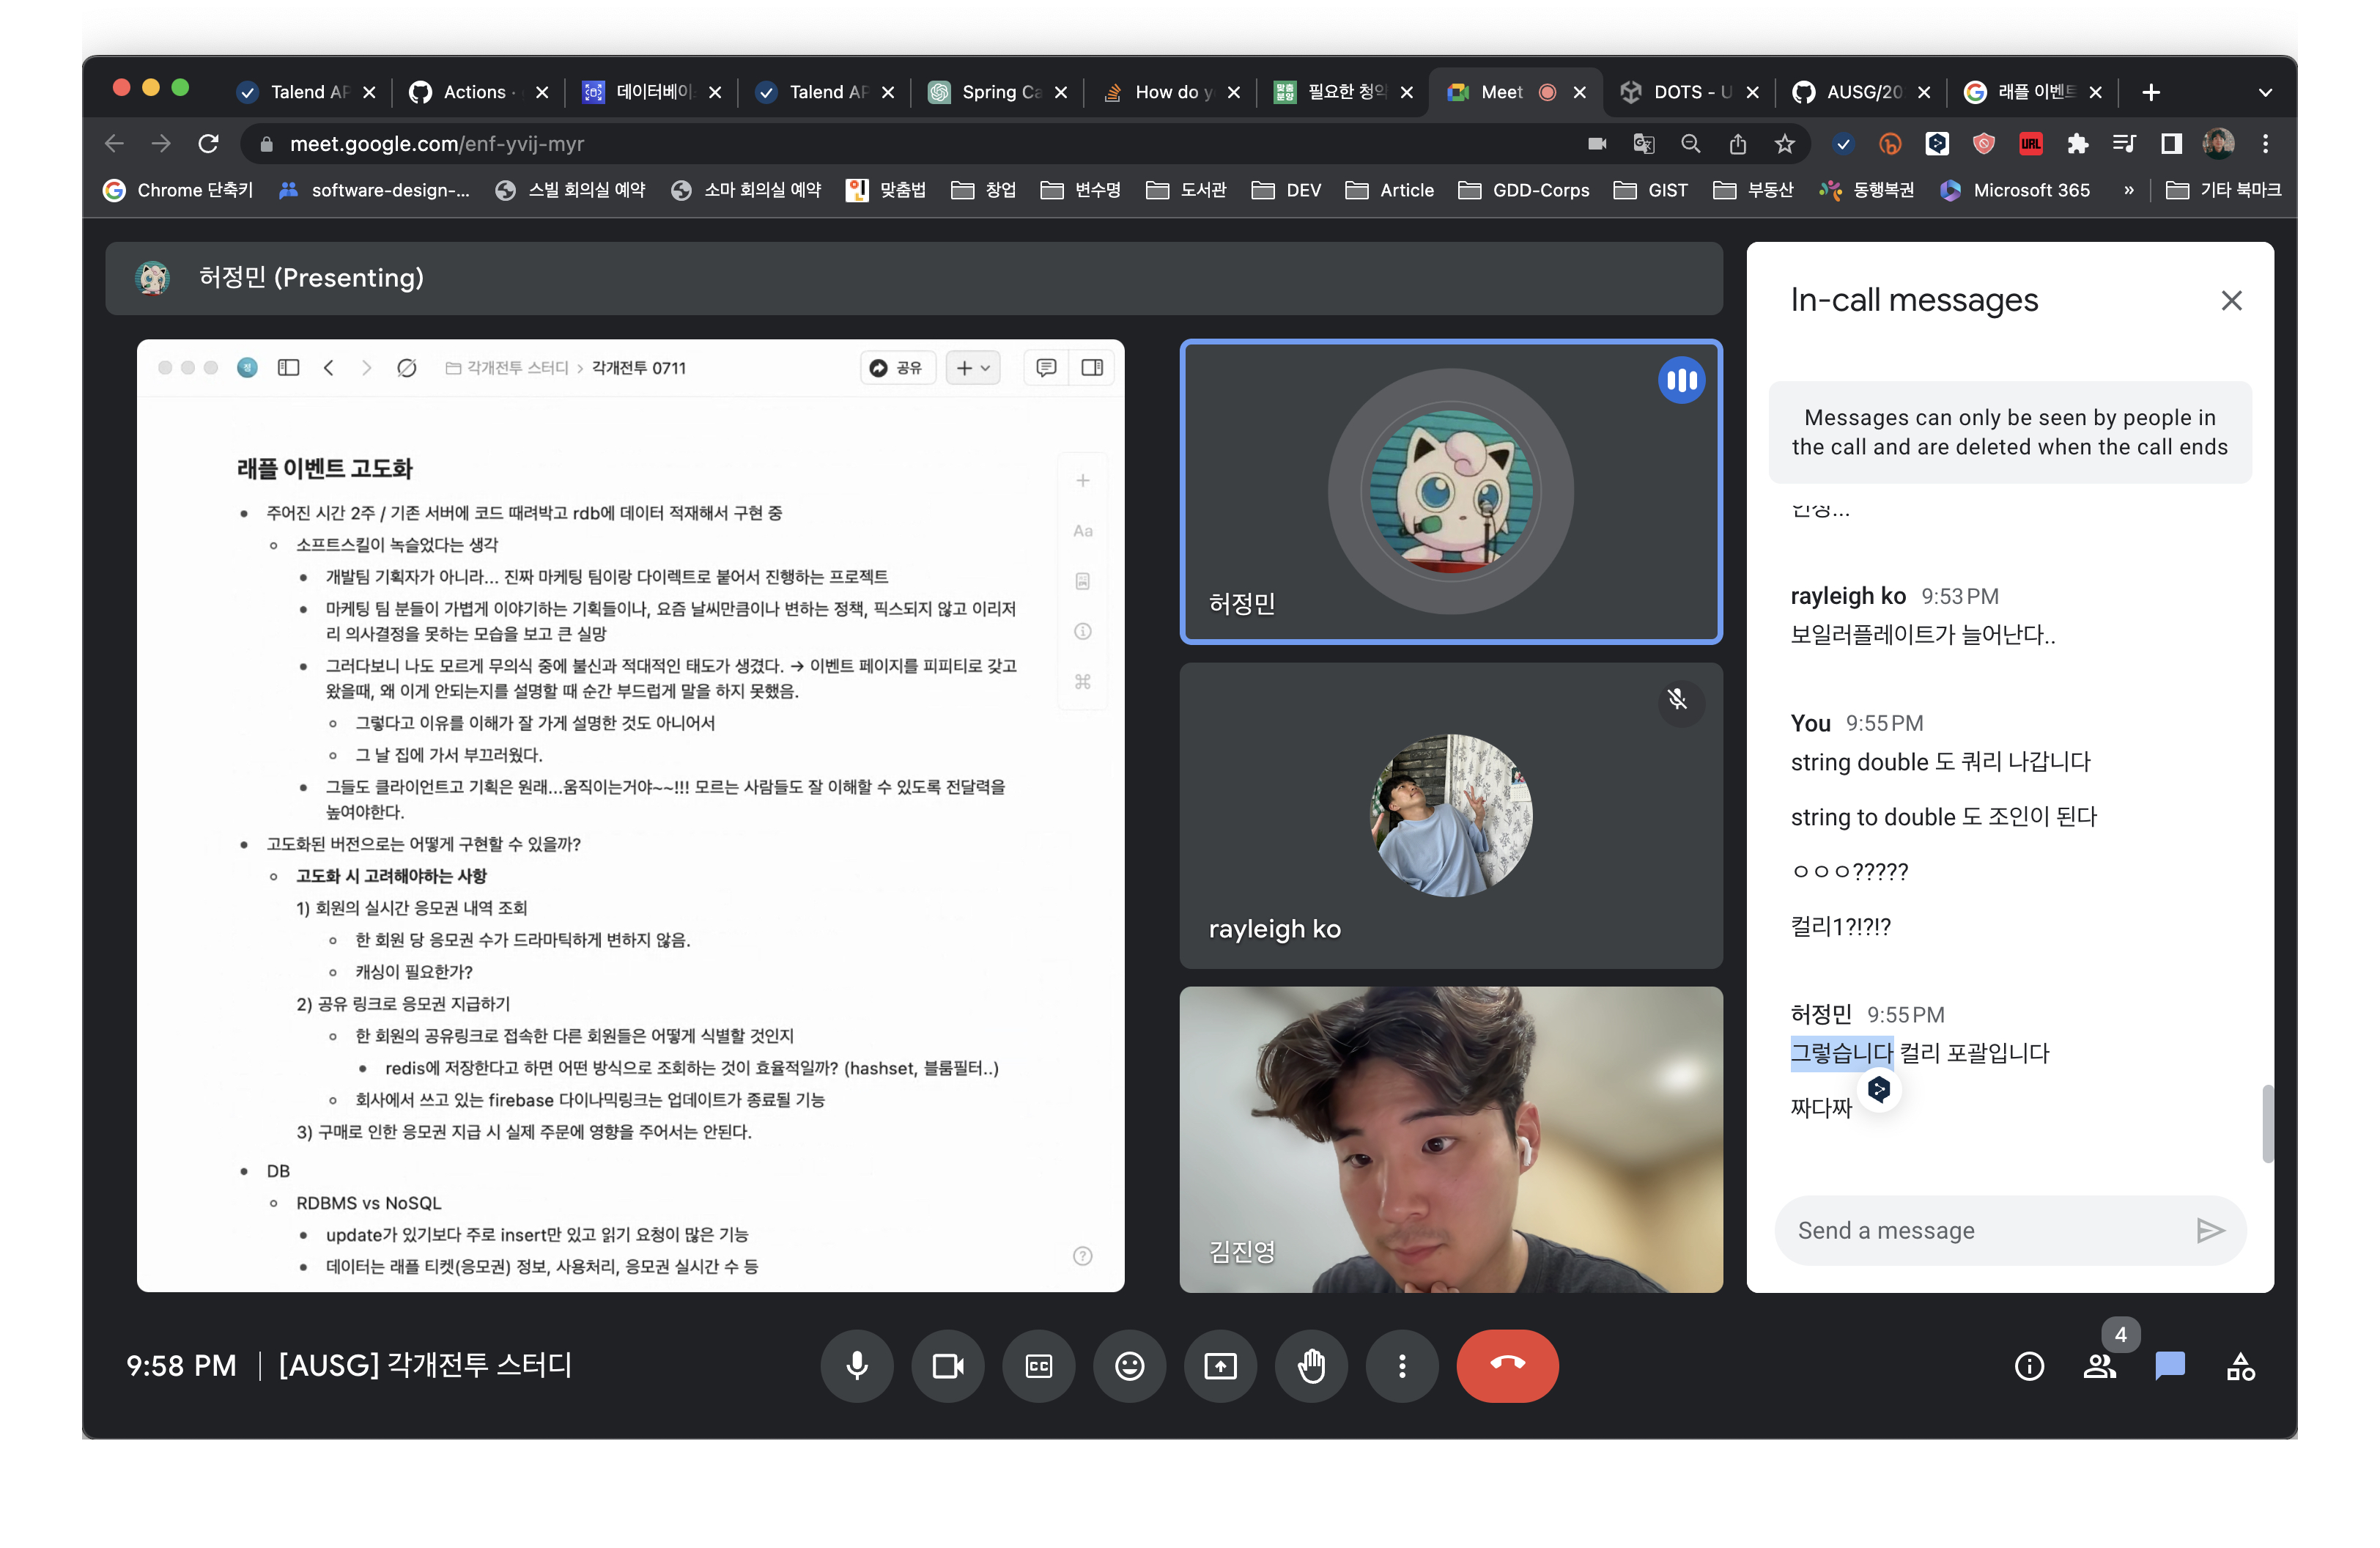 Talend AP
Actions ·
데이터베이
Talend AP
Spring Ca
How do y
필요한 청약
Meet
DOTS - U
AUSG/20
래플 이벤트
meet.google.com/enf-yvij-myr
URL
Chrome 단축키
software-design-...
스빌 회의실 예약
소마 회의실 예약
맞춤법
창업
변수명
도서관
DEV
Article
GDD-Corps
GIST
부동산
동행복권
Microsoft 365
»
기타 북마크
허정민 (Presenting)
각개전투 스터디 › 각개전투 0711
공유
래플 이벤트 고도화
주어진 시간 2주 / 기존 서버에 코드 때려박고 rdb에 데이터 적재해서 구현 중
소프트스킬이 녹슬었다는 생각
개발팀 기획자가 아니라... 진짜 마케팅 팀이랑 다이렉트로 붙어서 진행하는 프로젝트
마케팅 팀 분들이 가볍게 이야기하는 기획들이나, 요즘 날씨만큼이나 변하는 정책, 픽스되지 않고 이리저
리 의사결정을 못하는 모습을 보고 큰 실망
그러다보니 나도 모르게 무의식 중에 불신과 적대적인 태도가 생겼다. → 이벤트 페이지를 피피티로 갖고
왔을때, 왜 이게 안되는지를 설명할 때 순간 부드럽게 말을 하지 못했음.
그렇다고 이유를 이해가 잘 가게 설명한 것도 아니어서
그 날 집에 가서 부끄러웠다.
그들도 클라이언트고 기획은 원래...움직이는거야~~!!! 모르는 사람들도 잘 이해할 수 있도록 전달력을
높여야한다.
고도화된 버전으로는 어떻게 구현할 수 있을까?
고도화 시 고려해야하는 사항
1) 회원의 실시간 응모권 내역 조회
한 회원 당 응모권 수가 드라마틱하게 변하지 않음.
캐싱이 필요한가?
2) 공유 링크로 응모권 지급하기
한 회원의 공유링크로 접속한 다른 회원들은 어떻게 식별할 것인지
redis에 저장한다고 하면 어떤 방식으로 조회하는 것이 효율적일까? (hashset, 블룸필터..)
회사에서 쓰고 있는 firebase 다이나믹링크는 업데이트가 종료될 기능
3) 구매로 인한 응모권 지급 시 실제 주문에 영향을 주어서는 안된다.
DB
RDBMS vs NoSQL
update가 있기보다 주로 insert만 있고 읽기 요청이 많은 기능
데이터는 래플 티켓(응모권) 정보, 사용처리, 응모권 실시간 수 등
Aa
허정민
rayleigh ko
김진영
In-call messages
Messages can only be seen by people in
the call and are deleted when the call ends
rayleigh ko 9:53 PM
보일러플레이트가 늘어난다..
You 9:55 PM
string double 도 쿼리 나갑니다
string to double 도 조인이 된다
ㅇㅇㅇ?????
컬리1?!?!?
허정민 9:55 PM
그렇습니다 컬리 포괄입니다
짜다짜
Send a message
9:58 PM | [AUSG] 각개전투 스터디
CC
4